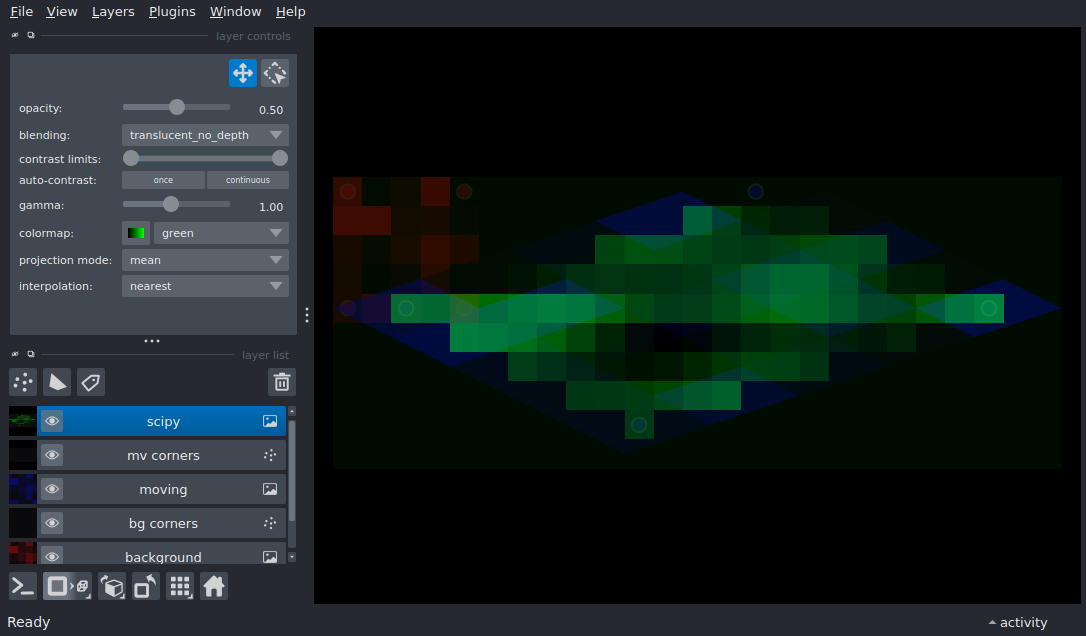 File View Layers Plugins Window Help
layer controls
opacity: 0.50
blending: translucent_no_depth
contrast limits:
auto-contrast: once continuous
gamma: 1.00
colormap: green
projection mode: mean
interpolation: nearest
layer list
scipy
mv corners
moving
bg corners
background
Ready
activity